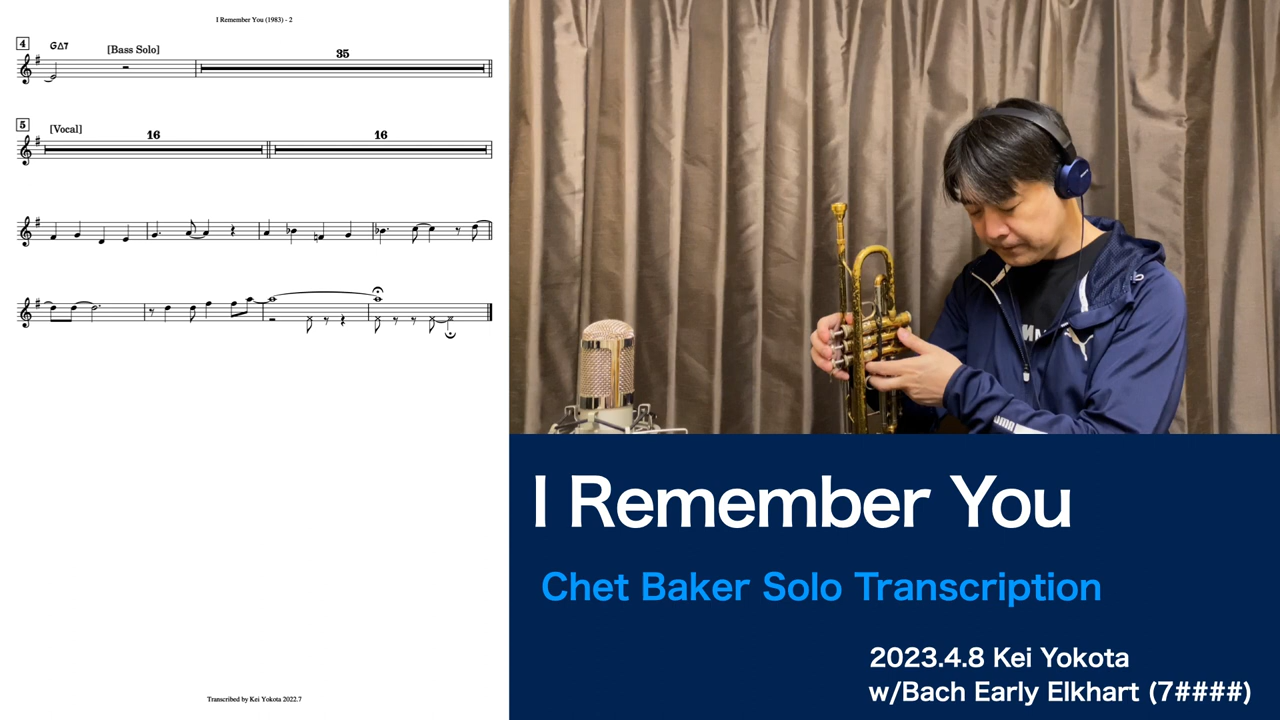 I Remember You (1983) - 2
4
GΔ7
[Bass Solo]
35
5
[Vocal]
16
16
Transcribed by Kei Yokota 2022.7
I Remember You
Chet Baker Solo Transcription
2023.4.8 Kei Yokota
w/Bach Early Elkhart (7####)